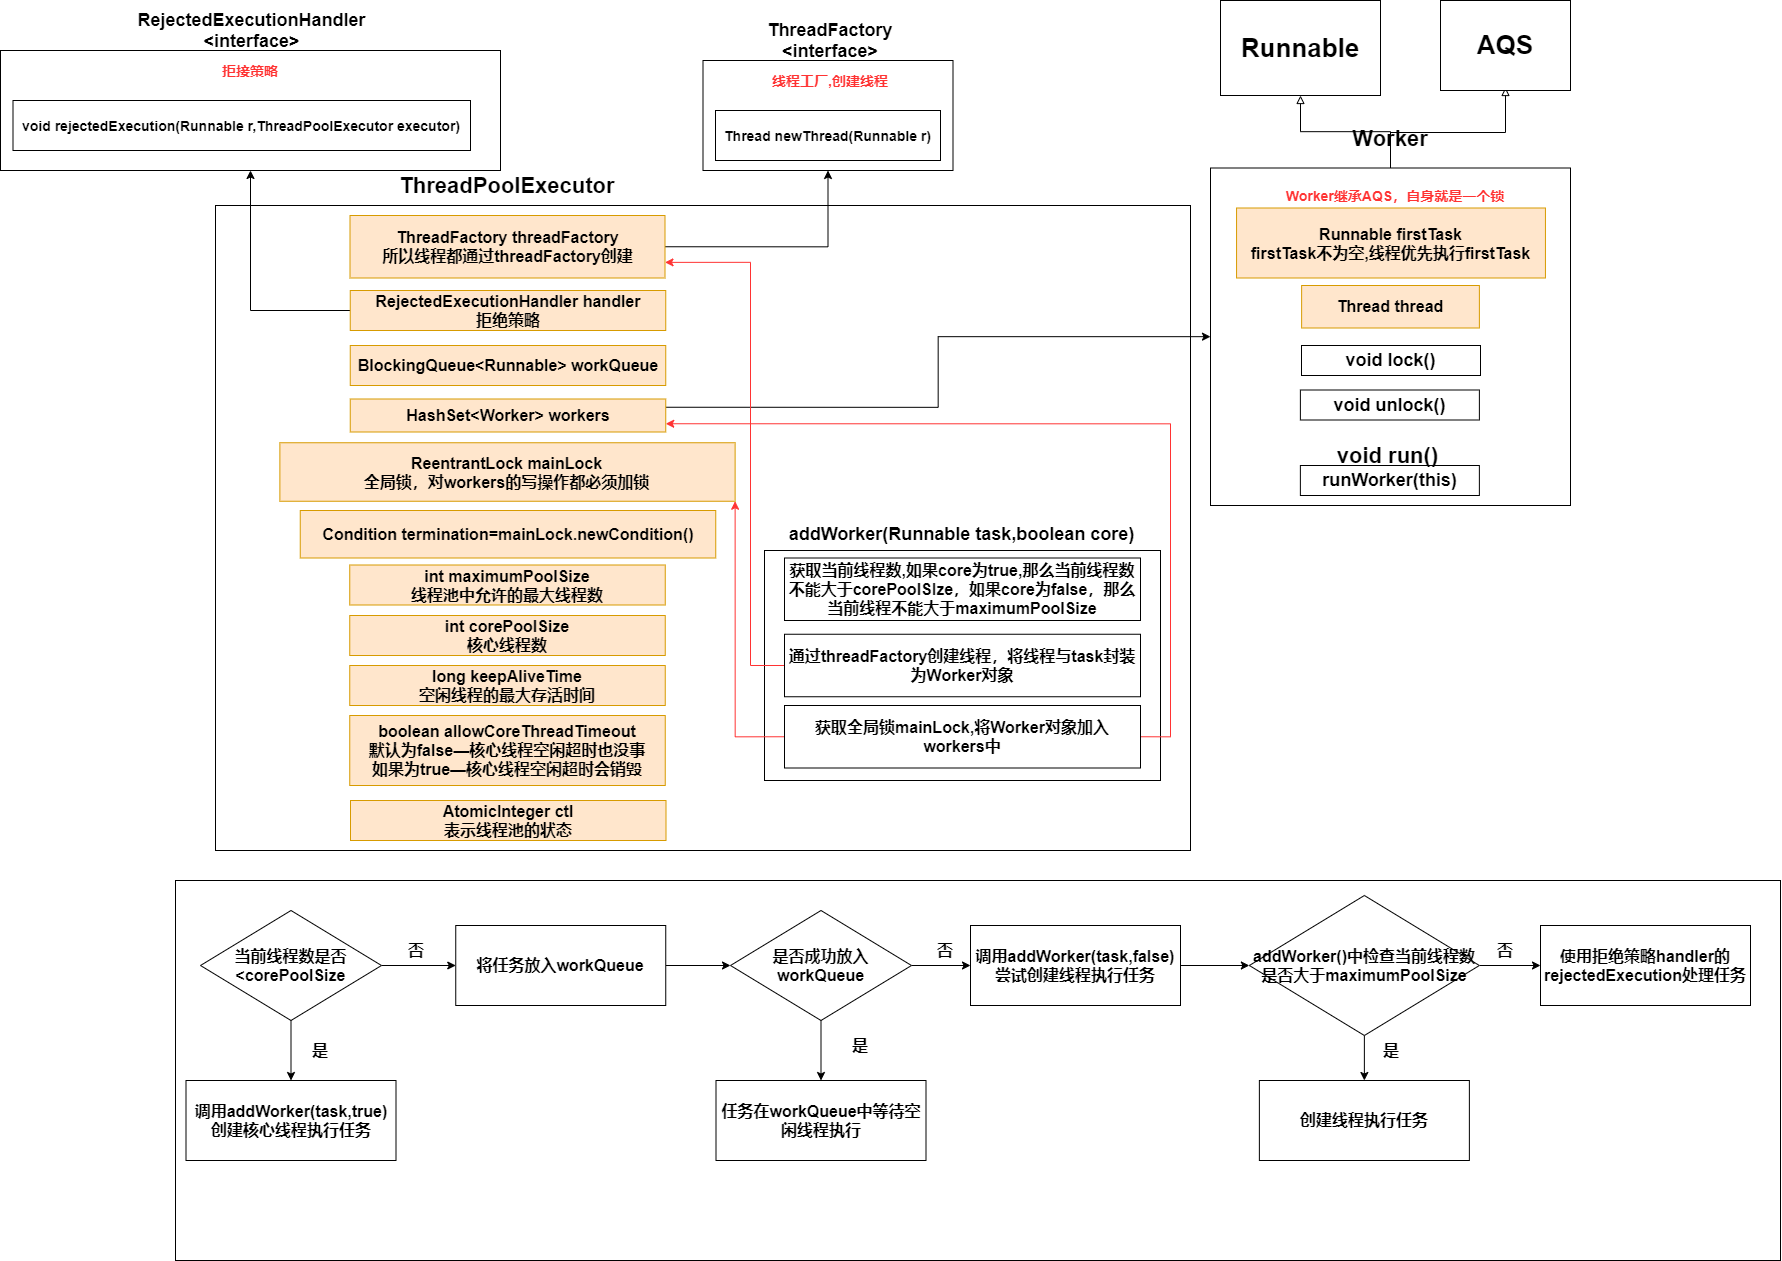 RejectedExecutionHandler
<interface>
拒接策略
void rejectedExecution(Runnable r,ThreadPoolExecutor executor)
ThreadFactory
<interface>
线程工厂,创建线程
Thread newThread(Runnable r)
Runnable
AQS
Worker
Worker继承AQS，自身就是一个锁
Runnable firstTask
firstTask不为空,线程优先执行firstTask
Thread thread
void lock()
void unlock()
void run()
runWorker(this)
ThreadPoolExecutor
ThreadFactory threadFactory
所以线程都通过threadFactory创建
RejectedExecutionHandler handler
拒绝策略
BlockingQueue<Runnable> workQueue
HashSet<Worker> workers
ReentrantLock mainLock
全局锁，对workers的写操作都必须加锁
Condition termination=mainLock.newCondition()
int maximumPoolSize
线程池中允许的最大线程数
int corePoolSize
核心线程数
long keepAliveTime
空闲线程的最大存活时间
boolean allowCoreThreadTimeout
默认为false—核心线程空闲超时也没事
如果为true—核心线程空闲超时会销毁
AtomicInteger ctl
表示线程池的状态
addWorker(Runnable task,boolean core)
获取当前线程数,如果core为true,那么当前线程数
不能大于corePoolSize，如果core为false，那么
当前线程不能大于maximumPoolSize
通过threadFactory创建线程，将线程与task封装
为Worker对象
获取全局锁mainLock,将Worker对象加入
workers中
当前线程数是否
<corePoolSize
否
将任务放入workQueue
是否成功放入
workQueue
否
调用addWorker(task,false)
尝试创建线程执行任务
addWorker()中检查当前线程数
是否大于maximumPoolSize
否
使用拒绝策略handler的
rejectedExecution处理任务
是
是
是
调用addWorker(task,true)
创建核心线程执行任务
任务在workQueue中等待空
闲线程执行
创建线程执行任务